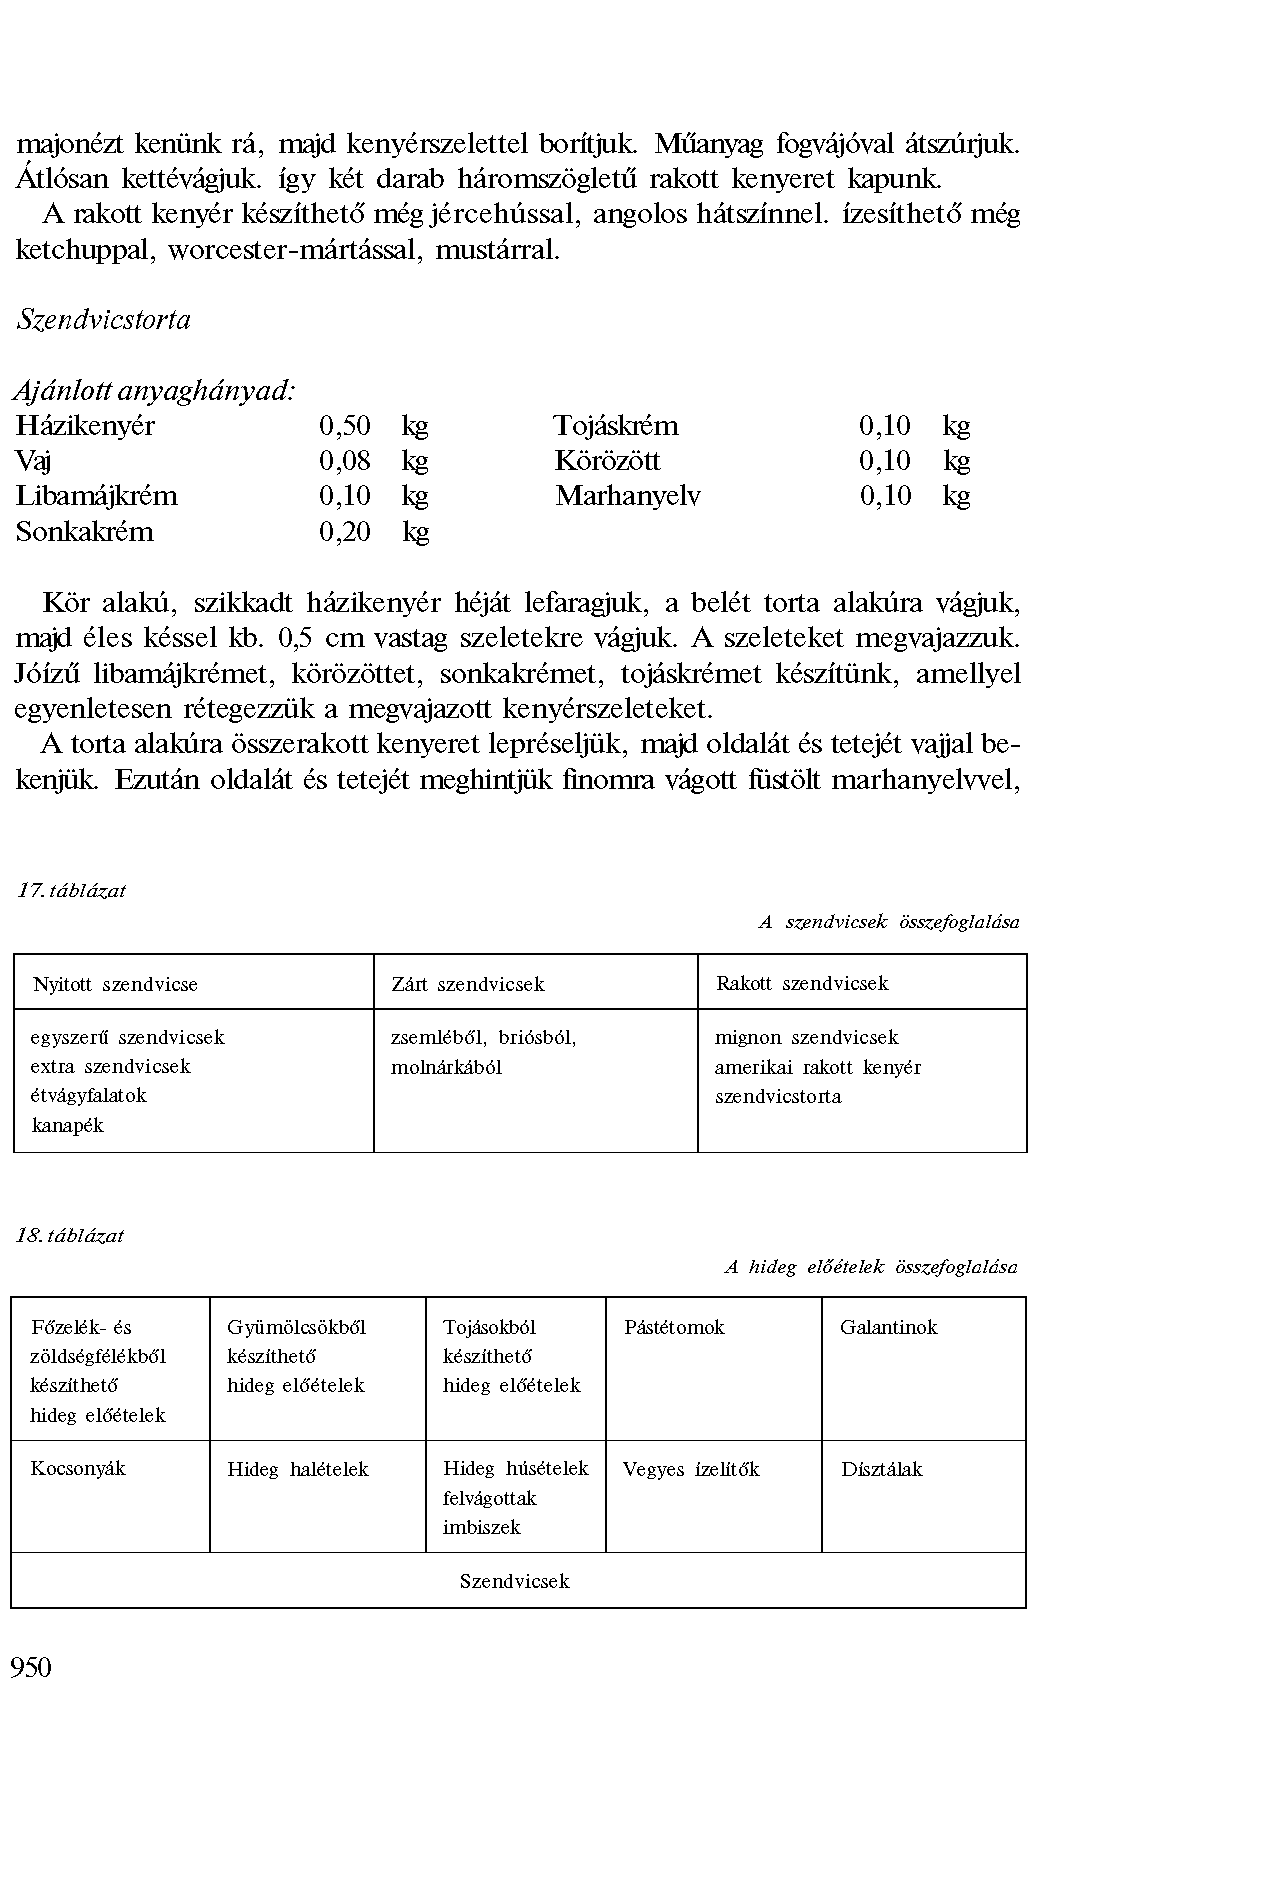 majonézt kenünk rá, majd kenyérszelettel borítjuk. Műanyag fogvájóval átszúrjuk.
Átlósan kettévágjuk. így két darab háromszögletű rakott kenyeret kapunk.
A rakott kenyér készíthető még jércehússal, angolos hátszínnel. ízesíthető még
ketchuppal, worcester-mártással, mustárral.
Szendvicstorta
Ajánlott anyaghányad:
Házikenyér 0,50 kg Tojáskrém 0,10 kg
Vaj 0,08 kg Körözött 0,10 kg
Libamájkrém 0,10 kg Marhanyelv 0,10 kg
Sonkakrém 0,20 kg
Kör alakú, szikkadt házikenyér héját lefaragjuk, a belét torta alakúra vágjuk,
majd éles késsel kb. 0,5 cm vastag szeletekre vágjuk. A szeleteket megvajazzuk.
Jóízű libamájkrémet, körözöttet, sonkakrémet, tojáskrémet készítünk, amellyel
egyenletesen rétegezzük a megvajazott kenyérszeleteket.
A torta alakúra összerakott kenyeret lepréseljük, majd oldalát és tetejét vajjal be-
kenjük. Ezután oldalát és tetejét meghintjük finomra vágott füstölt marhanyelvvel,
17. táblázat
A szendvicsek összefoglalása
Nyitott szendvicse Zárt szendvicsek Rakott szendvicsek
egyszerű szendvicsek zsemléből, briósból, mignon szendvicsek
extra szendvicsek molnárkából amerikai rakott kenyér
étvágyfalatok szendvicstorta
kanapék
18. táblázat
A hideg előételek összefoglalása
Főzelék- és Gyümölcsökből Tojásokból Pástétomok Galantinok
zöldségfélékből készíthető készíthető
készíthető hideg előételek hideg előételek
hideg előételek
Kocsonyák Hideg halételek Hideg húsételek Vegyes ízelítők Dísztálak
felvágottak
imbiszek
Szendvicsek
950